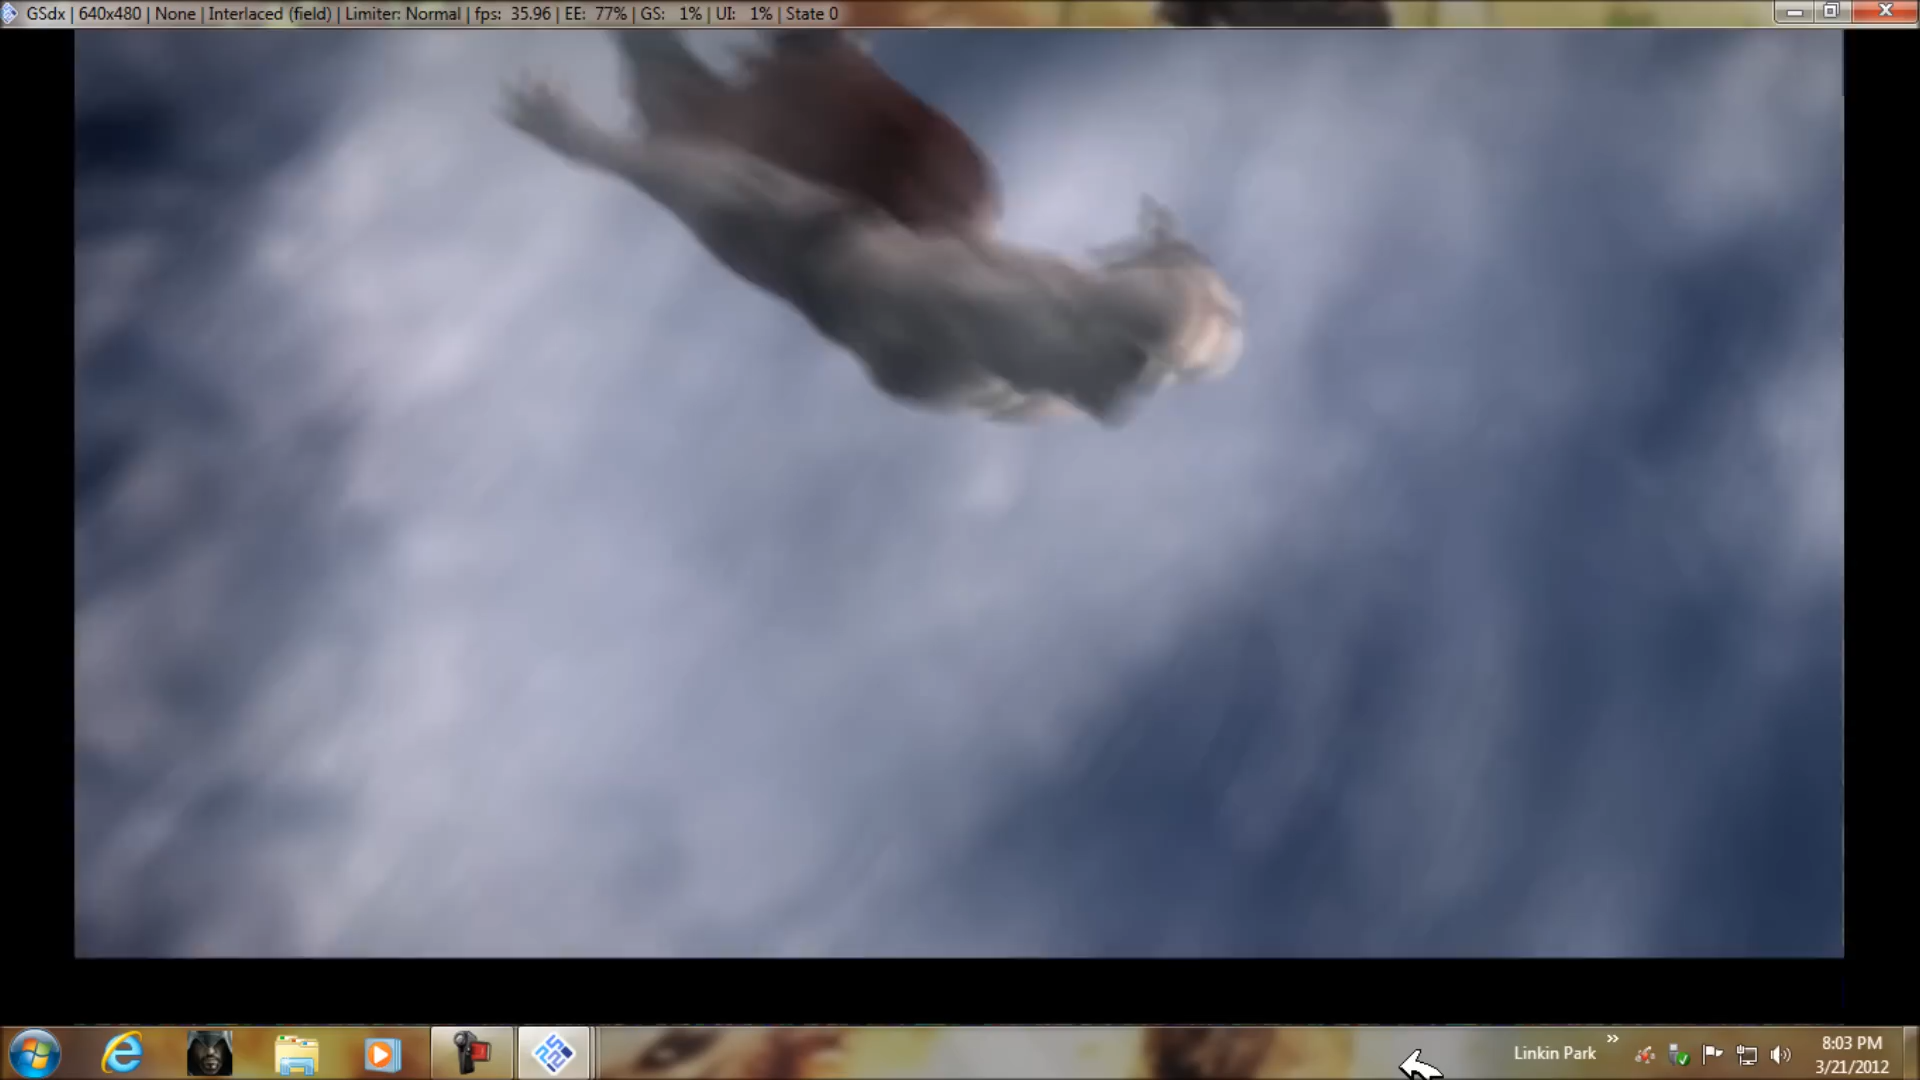 GSdx | 640x480 | None | Interlaced (field) | Limiter: Normal | fps: 35.96 | EE: 77% | GS: 1% | UI: 1% | State 0
Linkin Park
8:03 PM
3/21/2012